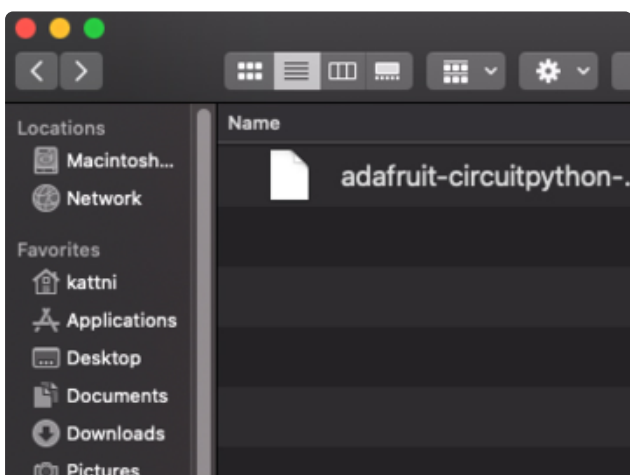 Locations
Macintosh...
Network
Favorites
kattni
Applications
Desktop
Documents
Downloads
Pictures
Name
adafruit-circuitpython-.